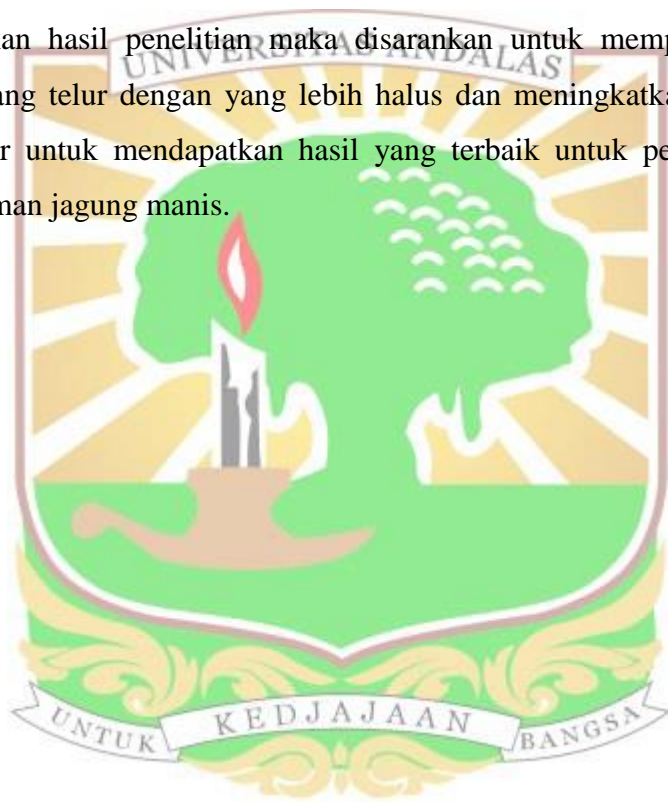 an hasil penelitian maka disarankan untuk memp
UNIVERSITAS ANDALAS
ang telur dengan yang lebih halus dan meningkatka
r untuk mendapatkan hasil yang terbaik untuk pe
man jagung manis.
UNTUK KEDJAJAAN BANGSA